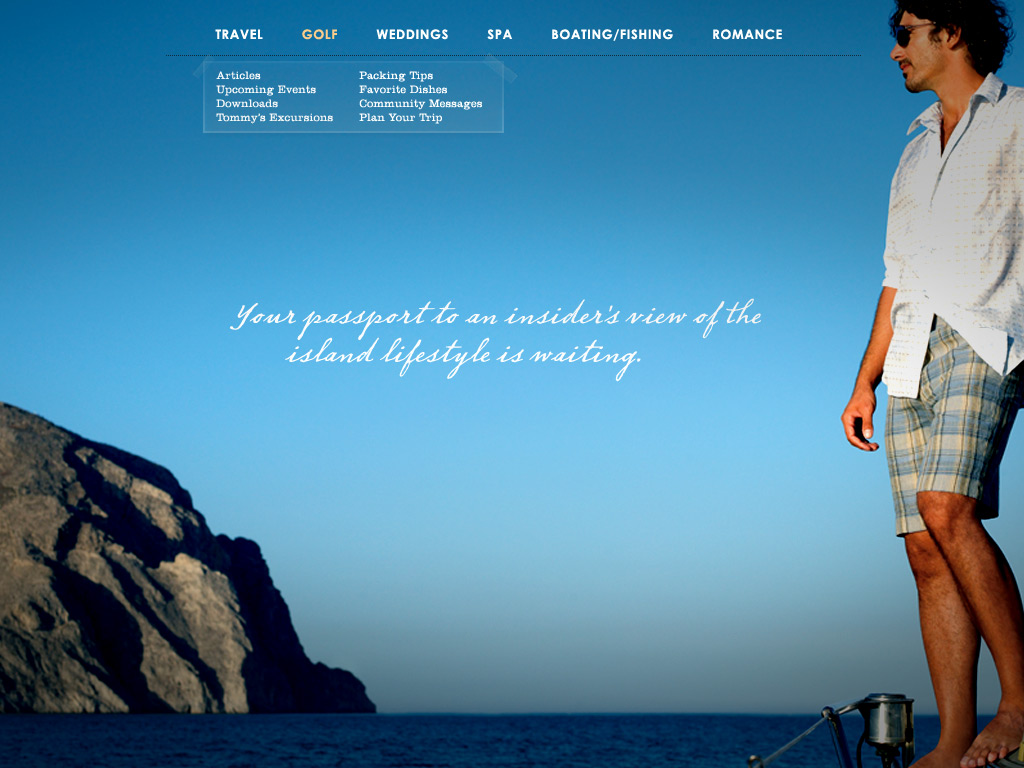 TRAVEL GOLF WEDDINGS SPA BOATING/FISHING ROMANCE
Articles Packing Tips
Upcoming Events Favorite Dishes
Downloads Community Messages
Tommy's Excursions Plan Your Trip
Your passport to an insider's view of the
island lifestyle is waiting.